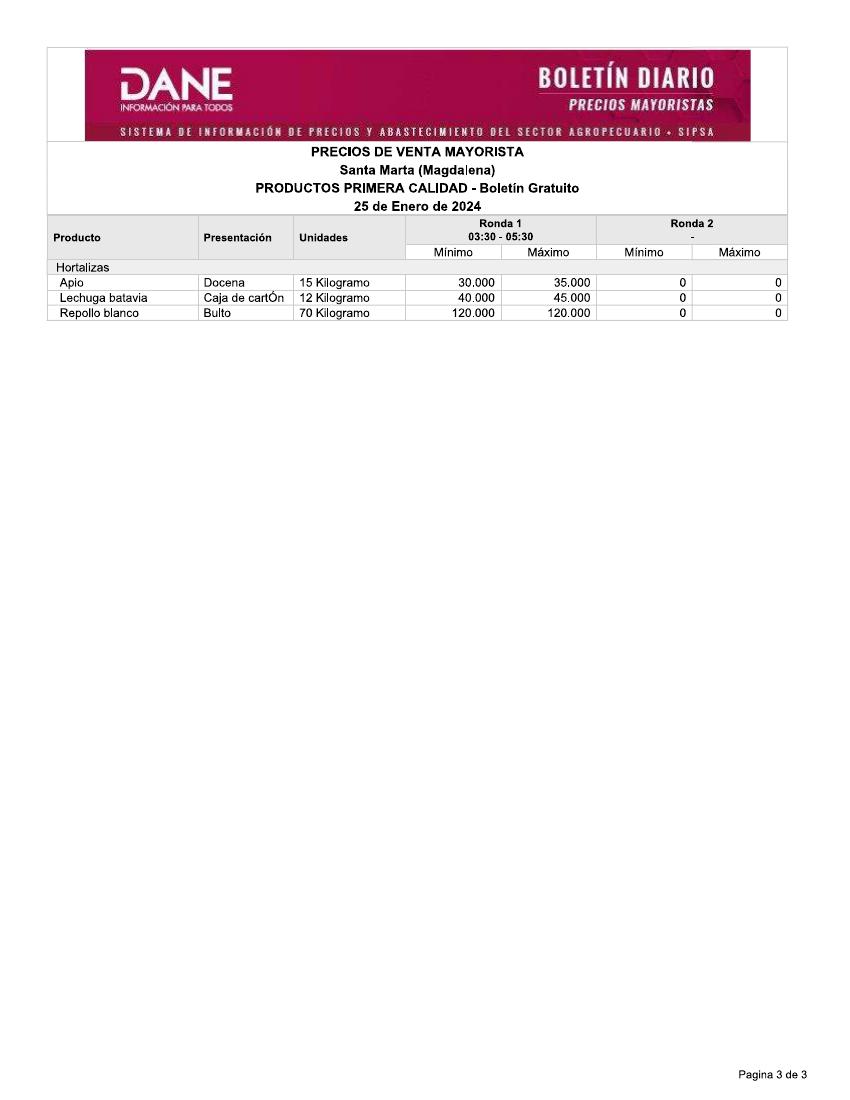 DANE
INFORMACIÓN PARA TODOS
BOLETÍN DIARIO
PRECIOS MAYORISTAS
SISTEMA DE INFORMACIÓN DE PRECIOS Y ABASTECIMIENTO DEL SECTOR AGROPECUARIO • SIPSA
PRECIOS DE VENTA MAYORISTA
Santa Marta (Magdalena)
PRODUCTOS PRIMERA CALIDAD - Boletín Gratuito
25 de Enero de 2024
Producto Presentación Unidades Ronda 1 Ronda 2
03:30 - 05:30 -
Mínimo Máximo Mínimo Máximo
Hortalizas
Apio Docena 15 Kilogramo 30.000 35.000 0 0
Lechuga batavia Caja de cartÓn 12 Kilogramo 40.000 45.000 0 0
Repollo blanco Bulto 70 Kilogramo 120.000 120.000 0 0
Pagina 3 de 3